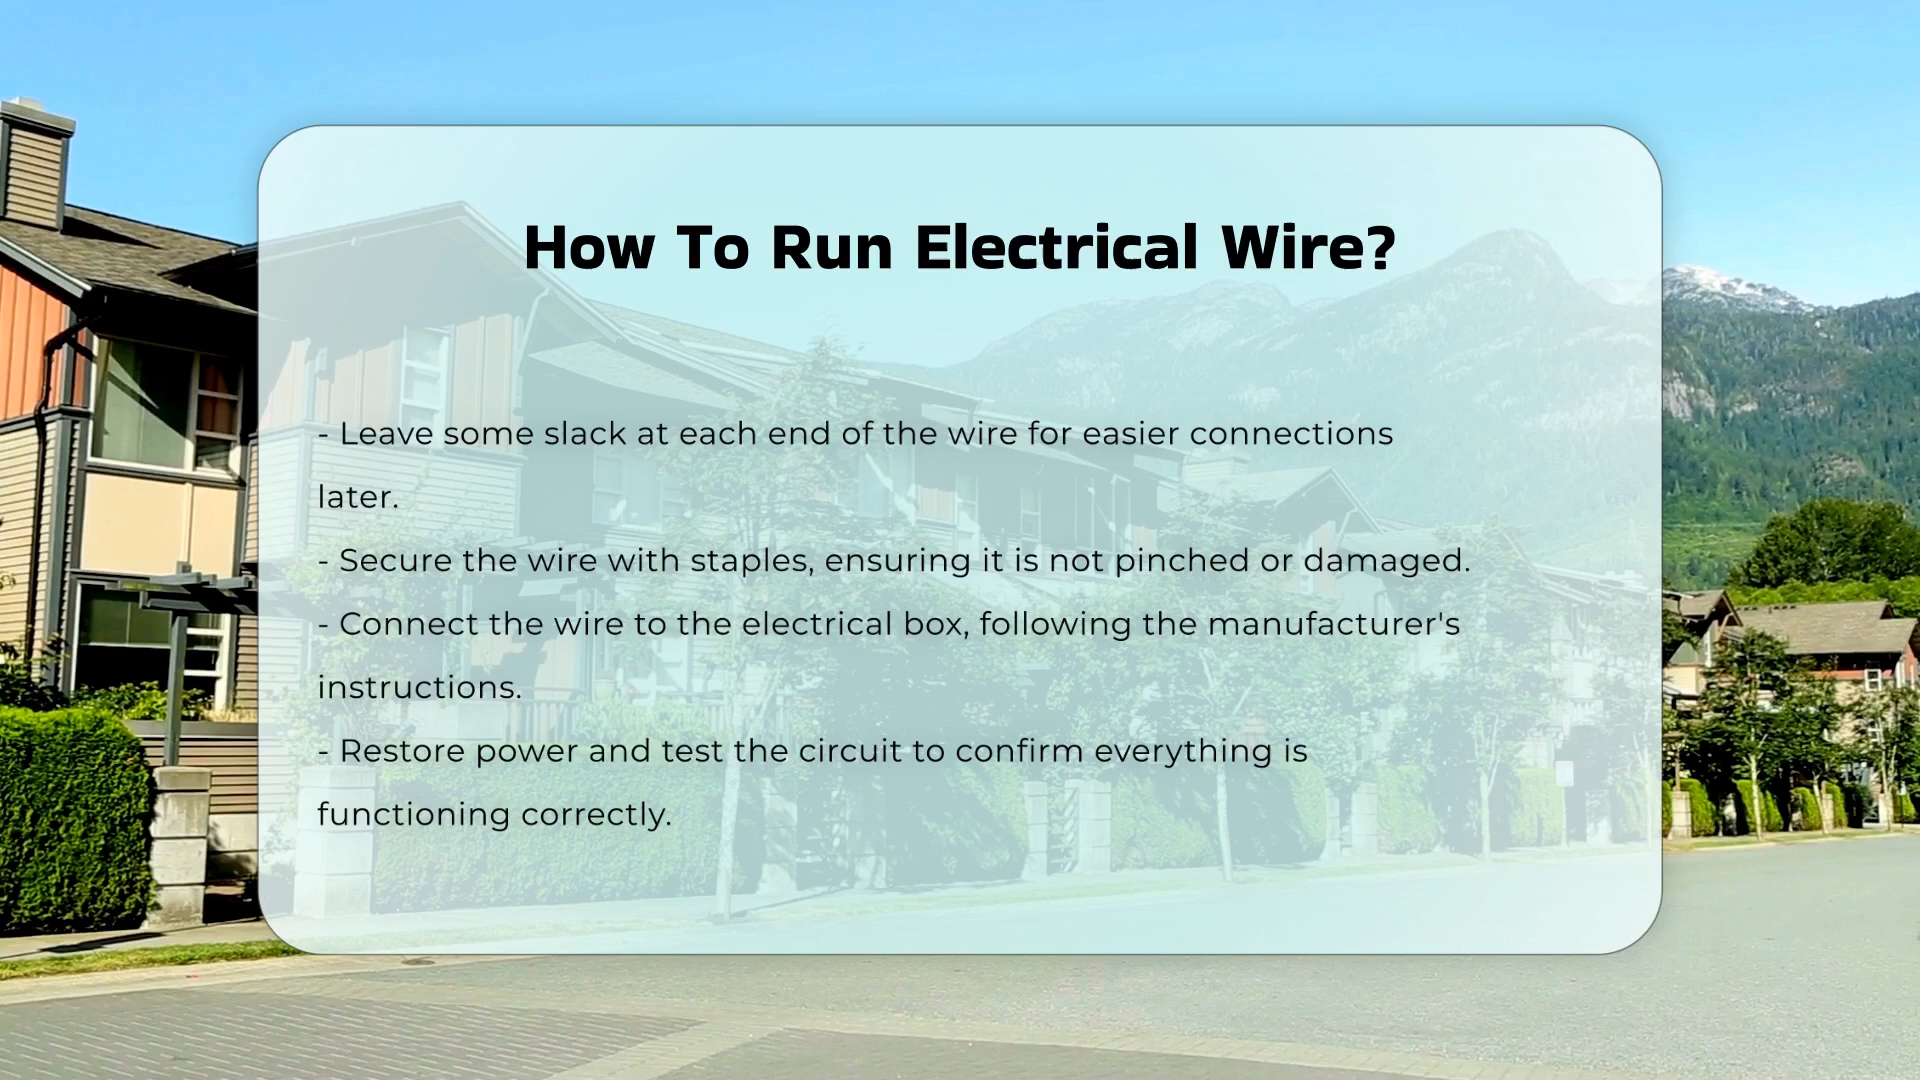 How To Run Electrical Wire?
- Leave some slack at each end of the wire for easier connections
later.
- Secure the wire with staples, ensuring it is not pinched or damaged.
- Connect the wire to the electrical box, following the manufacturer's
instructions.
- Restore power and test the circuit to confirm everything is
functioning correctly.